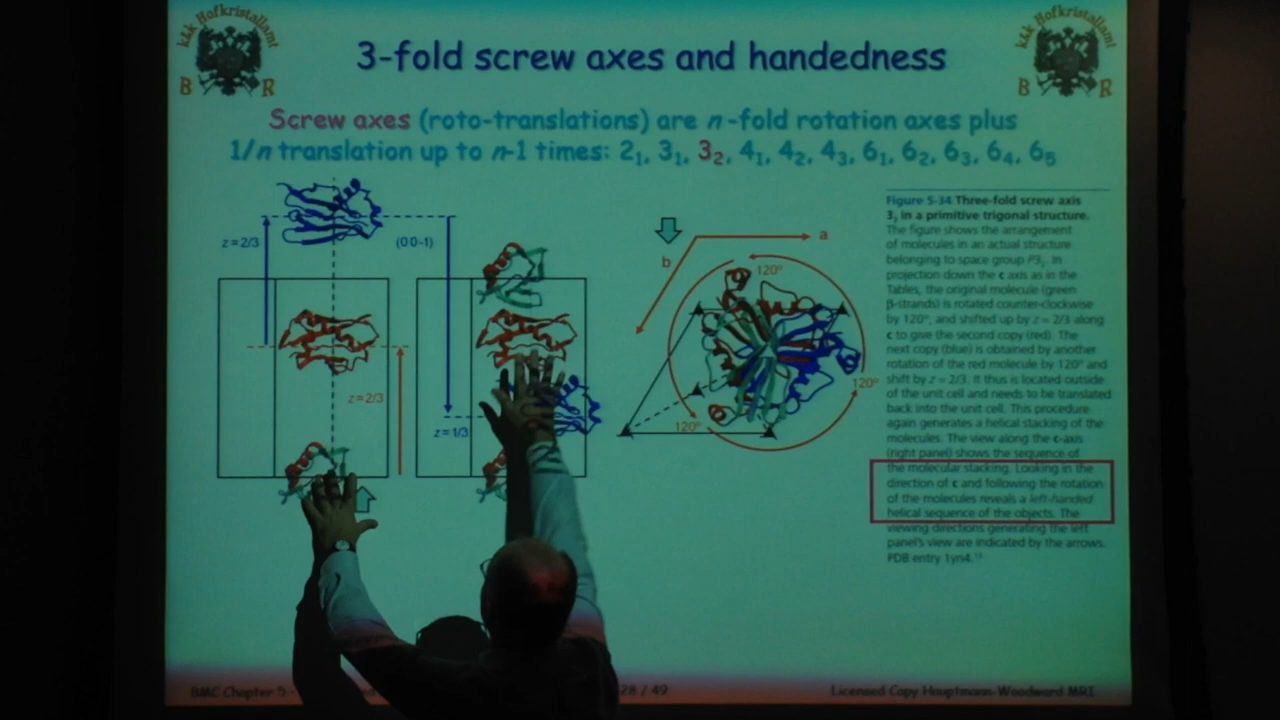 k&k Hofkristallamt
B R
k&k Hofkristallamt
B R
3-fold screw axes and handedness
Screw axes (roto-translations) are n-fold rotation axes plus
1/n translation up to n-1 times: 2₁, 3₁, 3₂, 4₁, 4₂, 4₃, 6₁, 6₂, 6₃, 6₄, 6₅
z=2/3
(00-1)
z=2/3
z=1/3
a
b
120°
120°
120°
Figure 5-34 Three-fold screw axis
3₂ in a primitive trigonal structure.
The figure shows the arrangement
of molecules in an actual structure
belonging to space group P3₂. In
projection down the c axis as in the
Tables, the original molecule (green
β-strands) is rotated counter-clockwise
by 120°, and shifted up by z = 2/3 along
c to give the second copy (red). The
next copy (blue) is obtained by another
rotation of the red molecule by 120° and
shift by z = 2/3. It thus is located outside
of the unit cell and needs to be translated
back into the unit cell. This procedure
again generates a helical stacking of the
molecules. The view along the c-axis
(right panel) shows the sequence of
the molecular stacking. Looking in the
direction of c and following the rotation
of the molecules reveals a left-handed
helical sequence of the objects. The
viewing directions generating the left
panel's view are indicated by the arrows.
PDB entry 1yn4.¹³
BMC Chapter 5 -
28 / 49
Licensed Copy Hauptmann-Woodward MRI